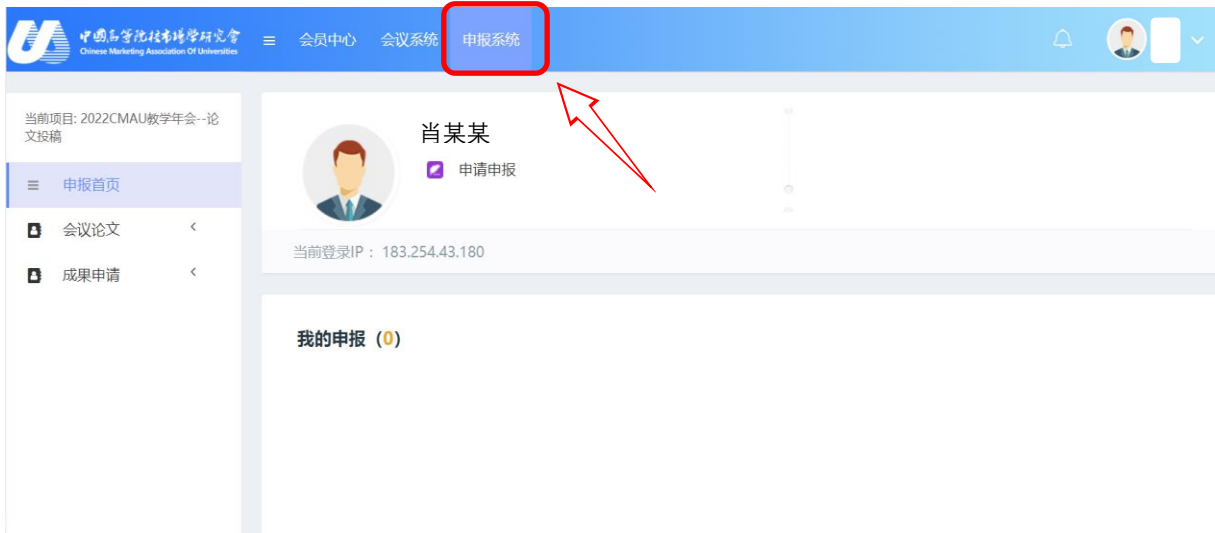 中国高等院校市场学研究会
Chinese Marketing Association Of Universities
会员中心 会议系统 申报系统
当前项目: 2022CMAU教学年会--论
文投稿
申报首页
会议论文
成果申请
肖某某
申请申报
当前登录IP： 183.254.43.180
我的申报（0）